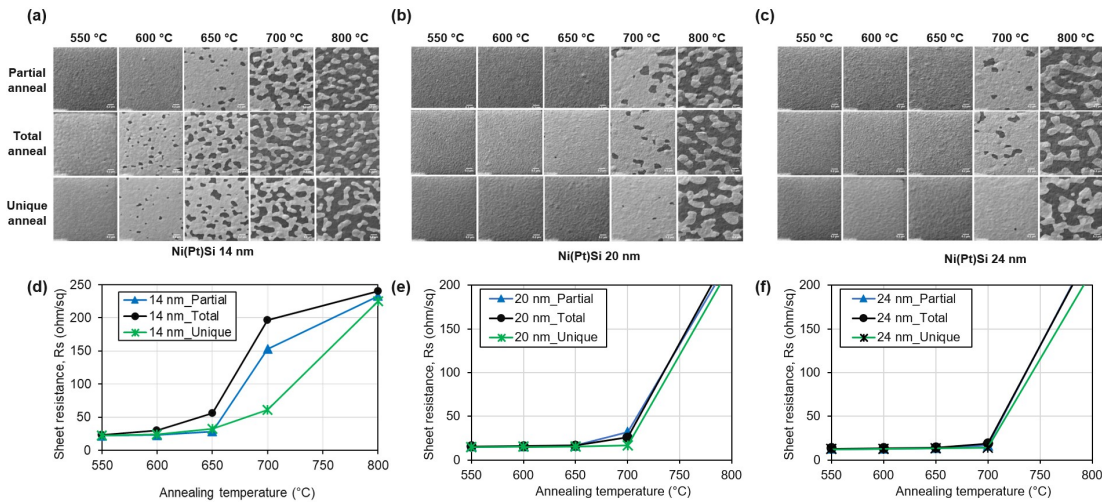 (a)
(b)
(c)
550 °C 600 °C 650 °C 700 °C 800 °C
550 °C 600 °C 650 °C 700 °C 800 °C
550 °C 600 °C 650 °C 700 °C 800 °C
Partial
anneal
Total
anneal
Unique
anneal
Ni(Pt)Si 14 nm
Ni(Pt)Si 20 nm
Ni(Pt)Si 24 nm
(d)
Sheet resistance, Rs (ohm/sq)
250
200
150
100
50
0
14 nm_Partial
14 nm_Total
14 nm_Unique
550 600 650 700 750 800
Annealing temperature (°C)
(e)
Sheet resistance, Rs (ohm/sq)
200
150
100
50
0
20 nm_Partial
20 nm_Total
20 nm_Unique
550 600 650 700 750 800
Annealing temperature (°C)
(f)
Sheet resistance, Rs (ohm/sq)
200
150
100
50
0
24 nm_Partial
24 nm_Total
24 nm_Unique
550 600 650 700 750 800
Annealing temperature (°C)